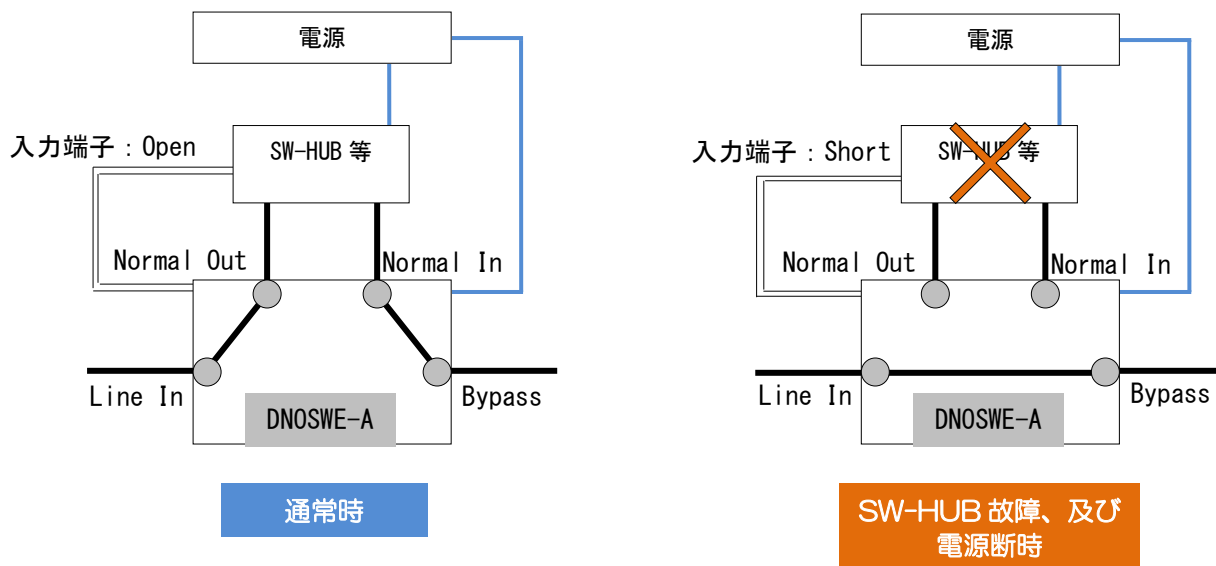 電源
入力端子：Open
SW-HUB 等
Normal Out
Normal In
Line In
Bypass
DNOSWE-A
通常時
電源
入力端子：Short
SW-HUB 等
Normal Out
Normal In
Line In
Bypass
DNOSWE-A
SW-HUB 故障、及び
電源断時